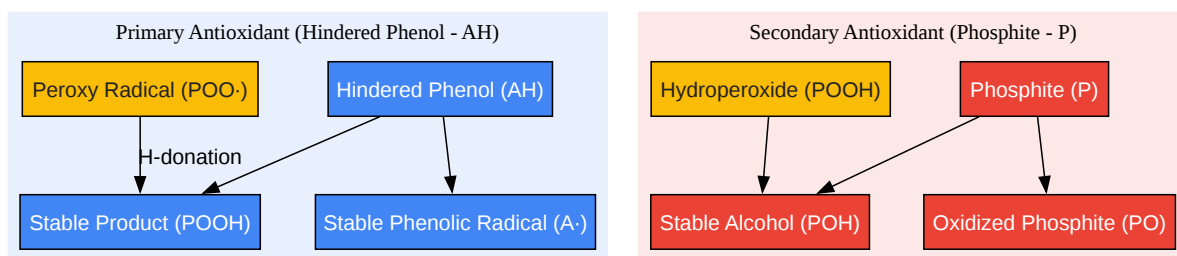 Primary Antioxidant (Hindered Phenol - AH)
Peroxy Radical (POO·)
Hindered Phenol (AH)
H-donation
Stable Product (POOH)
Stable Phenolic Radical (A·)
Secondary Antioxidant (Phosphite - P)
Hydroperoxide (POOH)
Phosphite (P)
Stable Alcohol (POH)
Oxidized Phosphite (PO)